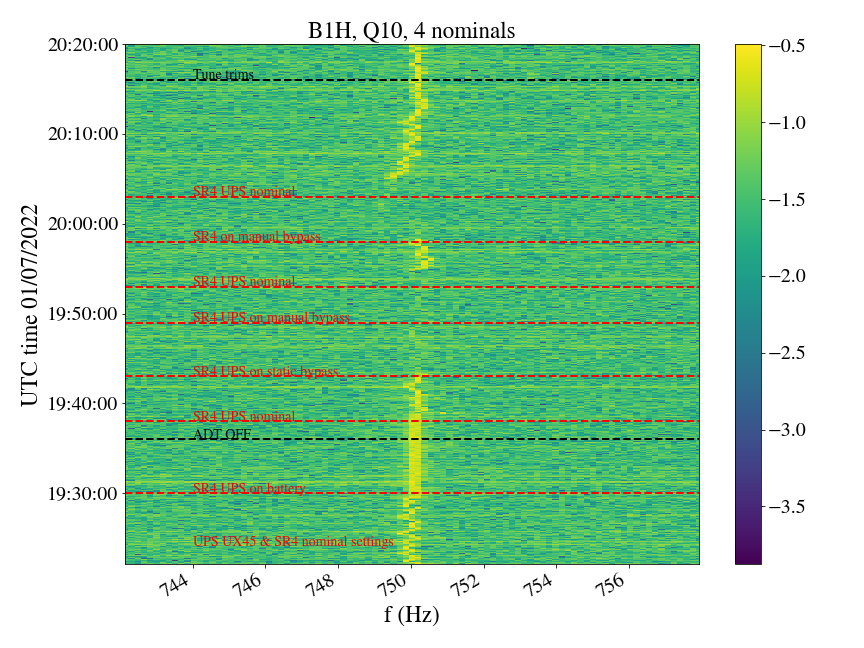 B1H, Q10, 4 nominals
20:20:00
Tune trims
20:10:00
SR4 UPS nominal
20:00:00
SR4 on manual bypass
SR4 UPS nominal
19:50:00
SR4 UPS on manual bypass
SR4 UPS on static bypass
19:40:00
SR4 UPS nominal
ADT OFF
19:30:00
SR4 UPS on battery
UPS UX45 & SR4 nominal settings
UTC time 01/07/2022
744 746 748 750 752 754 756
f (Hz)
−0.5
−1.0
−1.5
−2.0
−2.5
−3.0
−3.5